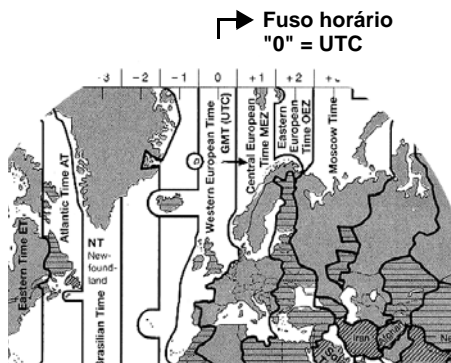 Fuso horário
"0" = UTC
-3
-2
-1
0
+1
+2
Eastern Time ET
Atlantic Time AT
NT
New-
found-
land
Brasilian Time
Western European Time
GMT (UTC)
Central European
Time MEZ
Eastern
European
Time OEZ
Moscow Time
Iran